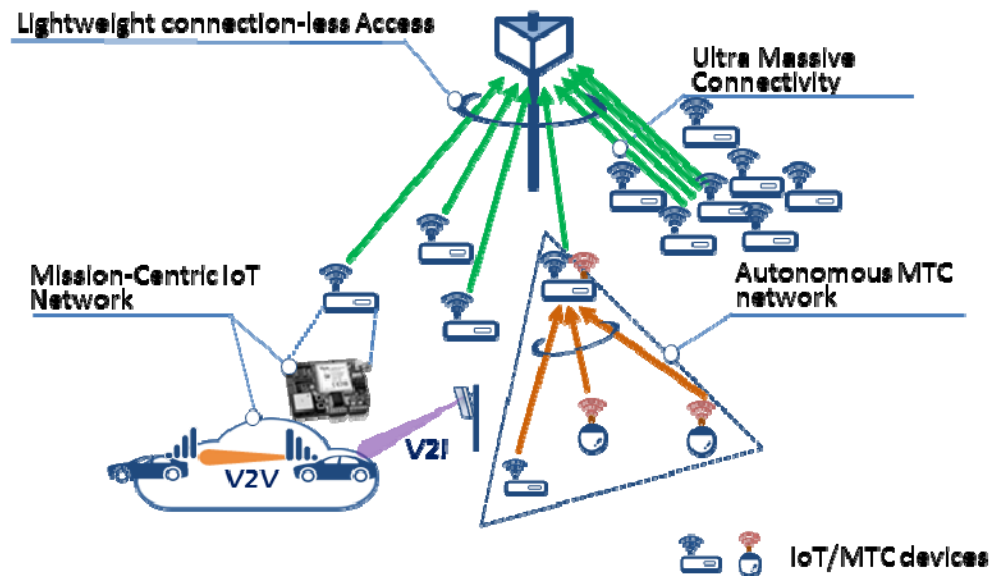 Lightweight connection-less Access
Ultra Massive
Connectivity
Mission-Centric IoT
Network
Autonomous MTC
network
V2I
V2V
IoT/MTC devices